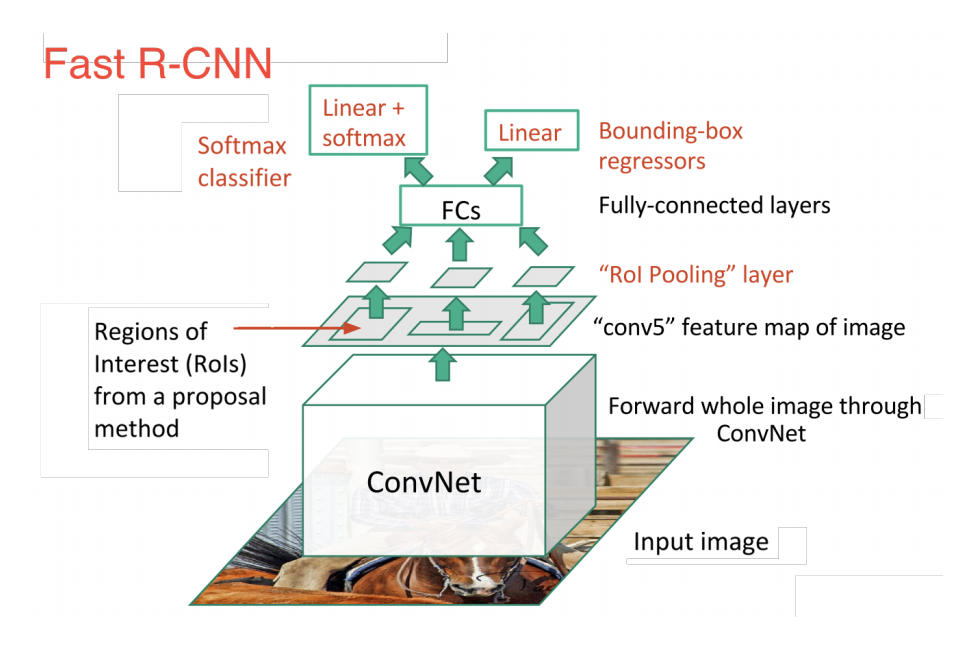 Fast R-CNN
Linear +
softmax
Softmax
classifier
Linear
Bounding-box
regressors
FCs
Fully-connected layers
“RoI Pooling” layer
Regions of
Interest (RoIs)
from a proposal
method
“conv5” feature map of image
Forward whole image through
ConvNet
ConvNet
Input image